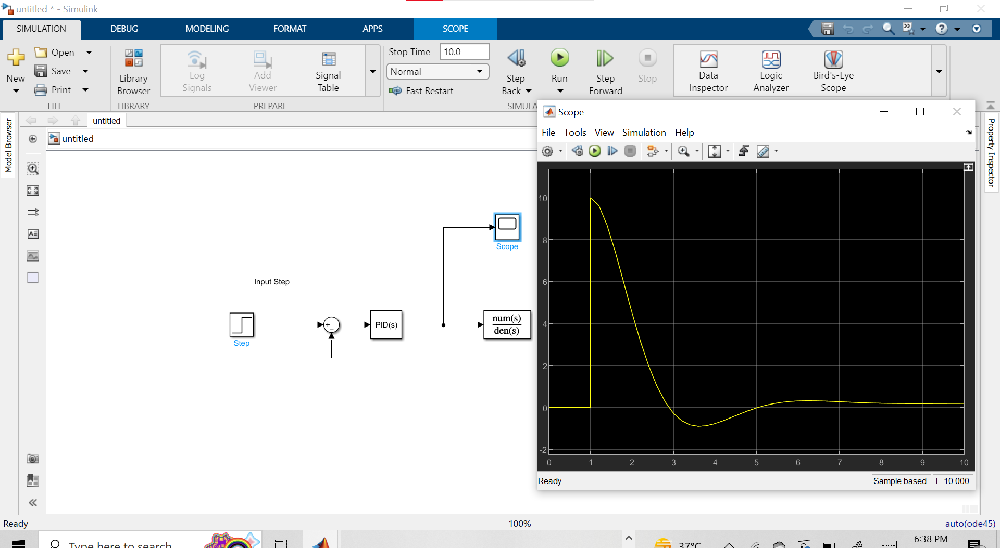 untitled * - Simulink
SIMULATION DEBUG MODELING FORMAT APPS SCOPE
New
Open
Save
Print
FILE
Library Browser
LIBRARY
Log Signals
Add Viewer
Signal Table
PREPARE
Stop Time 10.0
Normal
Fast Restart
Step Back
Run
Step Forward
Stop
SIMULA
Data Inspector
Logic Analyzer
Bird's-Eye Scope
Model Browser
untitled
untitled
Property Inspector
Scope
Input Step
Step
+
−
PID(s)
num(s)
den(s)
Scope
File Tools View Simulation Help
10
8
6
4
2
0
-2
0 1 2 3 4 5 6 7 8 9 10
Ready Sample based T=10.000
Ready 100% auto(ode45)
Type here to search
37°C
6:38 PM